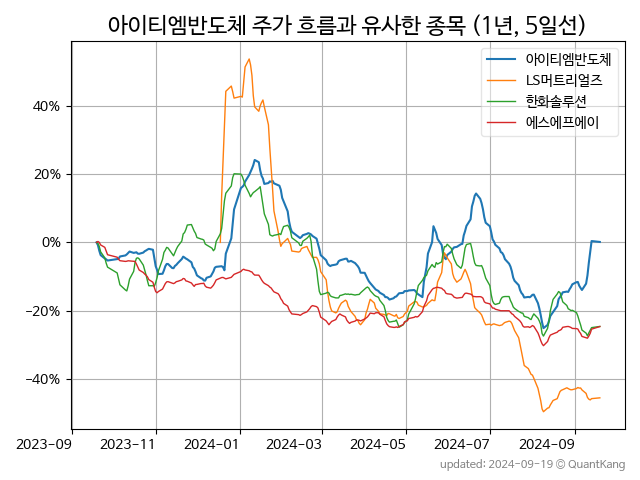 아이티엠반도체 주가 흐름과 유사한 종목 (1년, 5일선)
아이티엠반도체
LS머트리얼즈
한화솔루션
에스에프에이
40%
20%
0%
−20%
−40%
2023-09 2023-11 2024-01 2024-03 2024-05 2024-07 2024-09
updated: 2024-09-19 © QuantKang